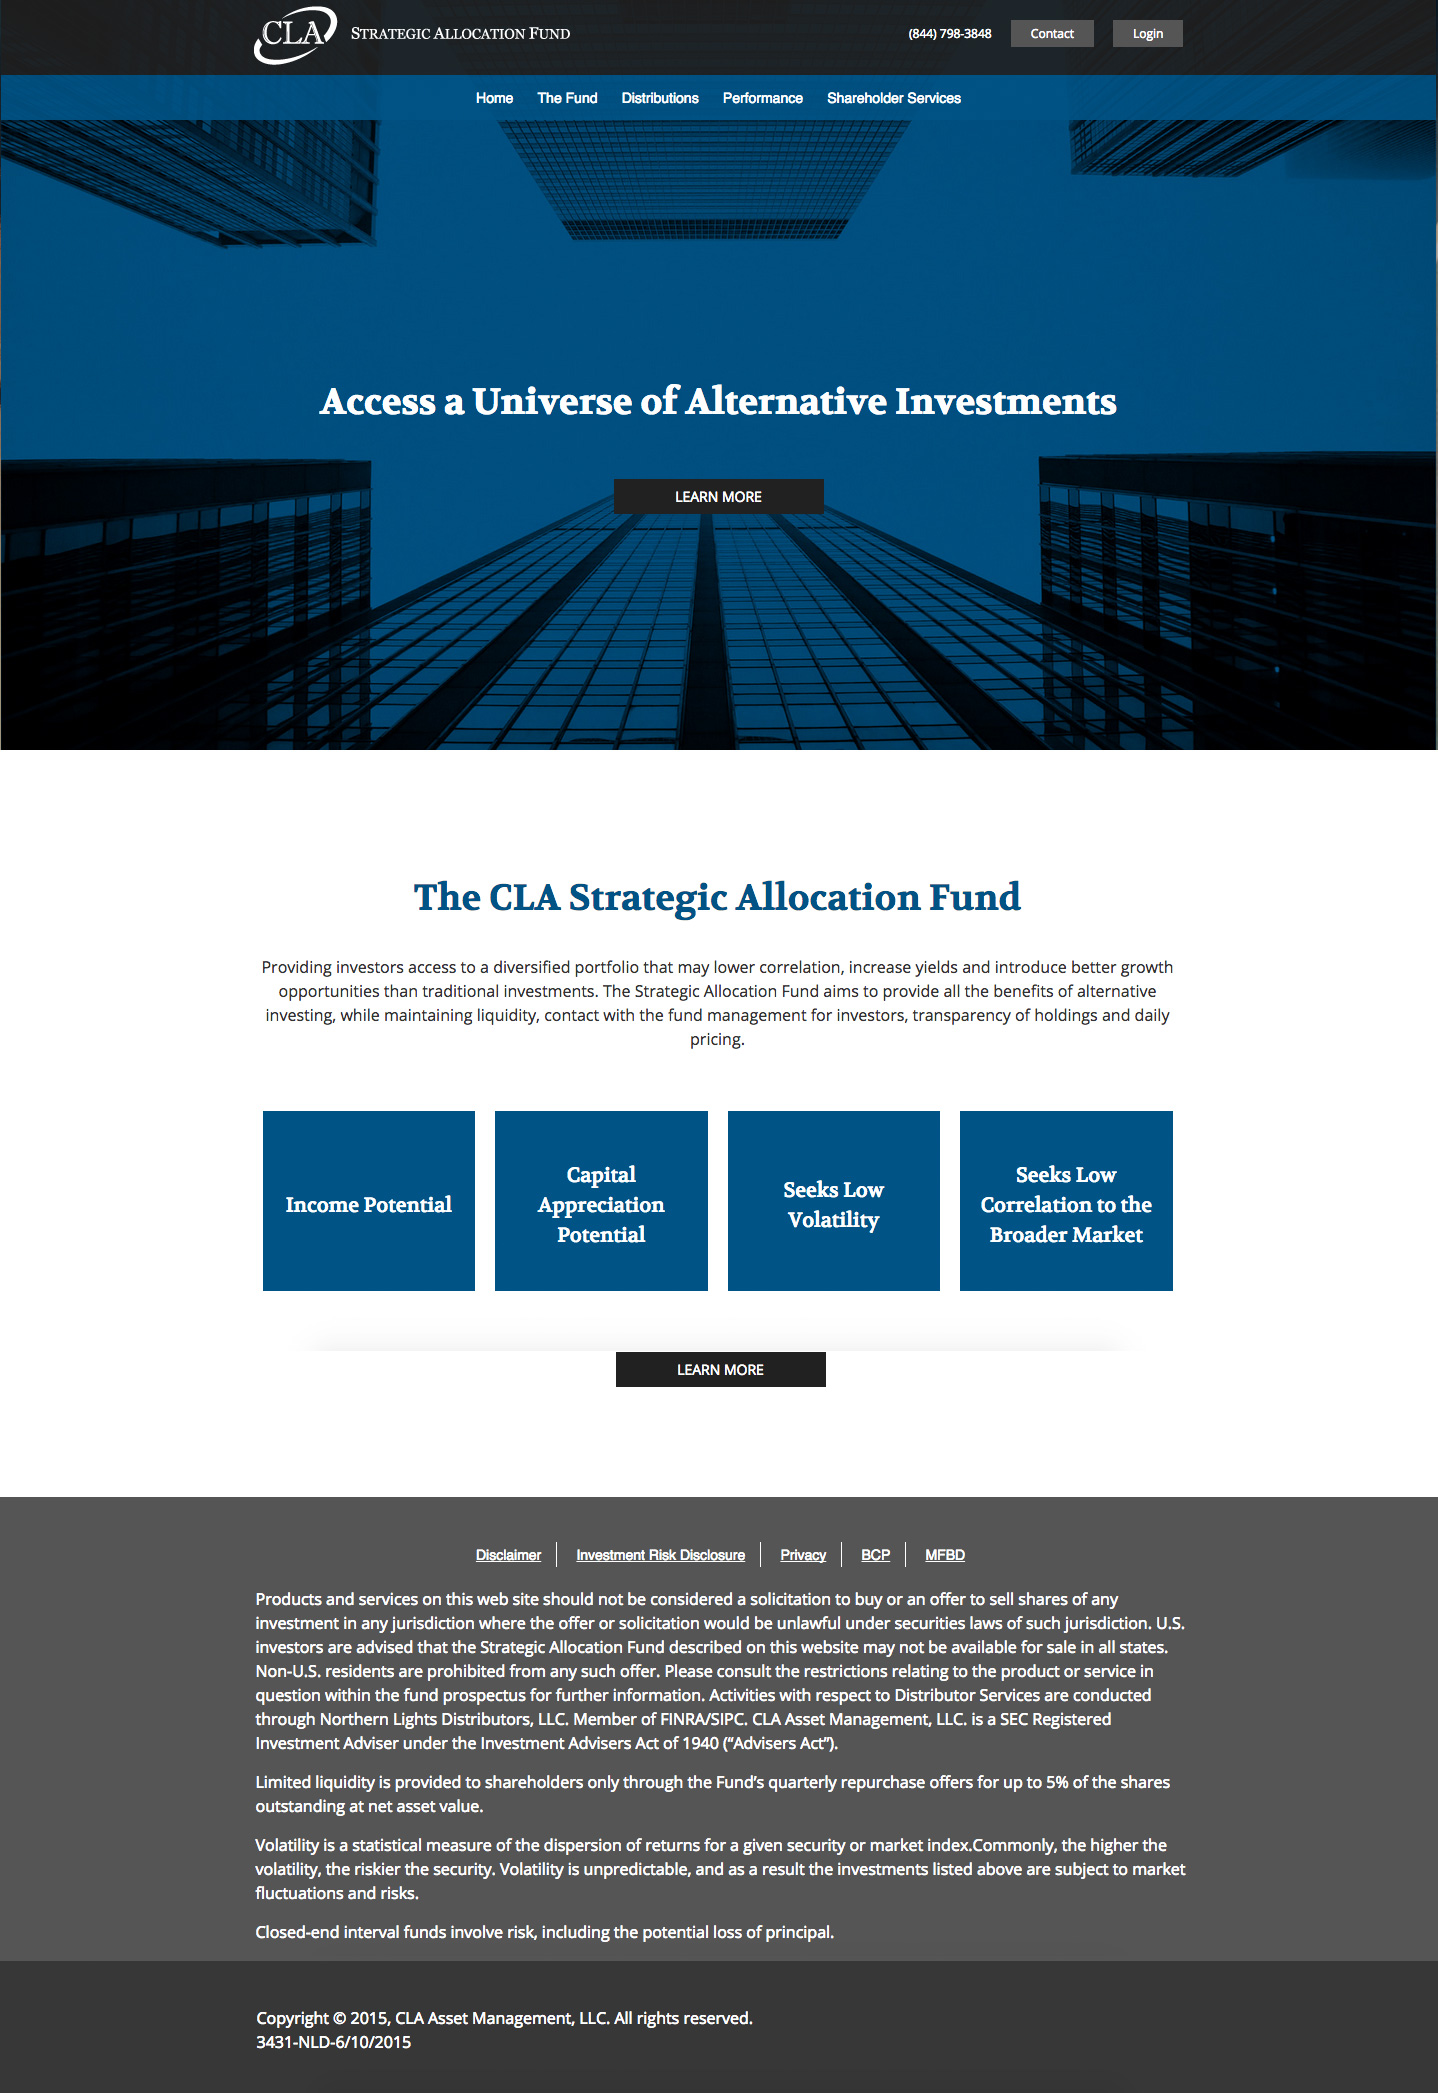 CLA STRATEGIC ALLOCATION FUND
(844) 798-3848 Contact Login
Home The Fund Distributions Performance Shareholder Services
Access a Universe of Alternative Investments
LEARN MORE
The CLA Strategic Allocation Fund
Providing investors access to a diversified portfolio that may lower correlation, increase yields and introduce better growth
opportunities than traditional investments. The Strategic Allocation Fund aims to provide all the benefits of alternative
investing, while maintaining liquidity, contact with the fund management for investors, transparency of holdings and daily
pricing.
Income Potential
Capital
Appreciation
Potential
Seeks Low
Volatility
Seeks Low
Correlation to the
Broader Market
LEARN MORE
Disclaimer Investment Risk Disclosure Privacy BCP MFBD
Products and services on this web site should not be considered a solicitation to buy or an offer to sell shares of any
investment in any jurisdiction where the offer or solicitation would be unlawful under securities laws of such jurisdiction. U.S.
investors are advised that the Strategic Allocation Fund described on this website may not be available for sale in all states.
Non-U.S. residents are prohibited from any such offer. Please consult the restrictions relating to the product or service in
question within the fund prospectus for further information. Activities with respect to Distributor Services are conducted
through Northern Lights Distributors, LLC. Member of FINRA/SIPC. CLA Asset Management, LLC. is a SEC Registered
Investment Adviser under the Investment Advisers Act of 1940 (“Advisers Act”).
Limited liquidity is provided to shareholders only through the Fund’s quarterly repurchase offers for up to 5% of the shares
outstanding at net asset value.
Volatility is a statistical measure of the dispersion of returns for a given security or market index.Commonly, the higher the
volatility, the riskier the security. Volatility is unpredictable, and as a result the investments listed above are subject to market
fluctuations and risks.
Closed-end interval funds involve risk, including the potential loss of principal.
Copyright © 2015, CLA Asset Management, LLC. All rights reserved.
3431-NLD-6/10/2015